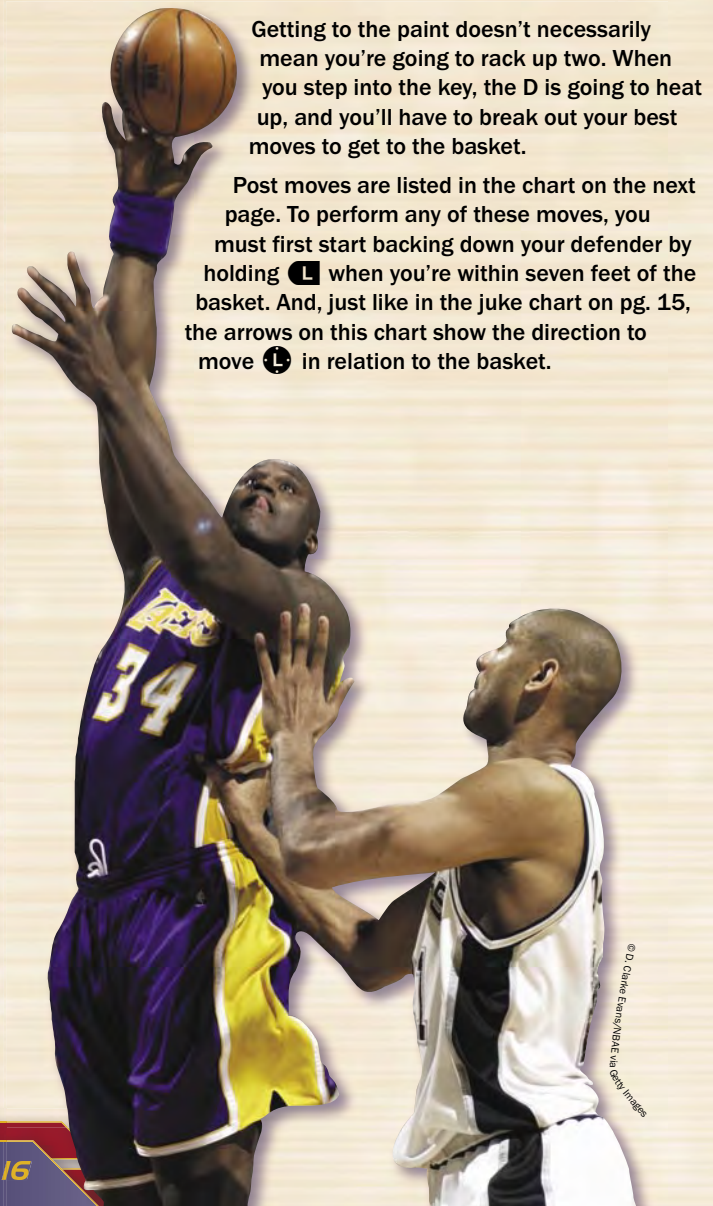 Getting to the paint doesn't necessarily
mean you're going to rack up two. When
you step into the key, the D is going to heat
up, and you'll have to break out your best
moves to get to the basket.
Post moves are listed in the chart on the next
page. To perform any of these moves, you
must first start backing down your defender by
holding L when you're within seven feet of the
basket. And, just like in the juke chart on pg. 15,
the arrows on this chart show the direction to
move L in relation to the basket.
LAKERS
34
© D. Clarke Evans/NBAE via Getty Images
16